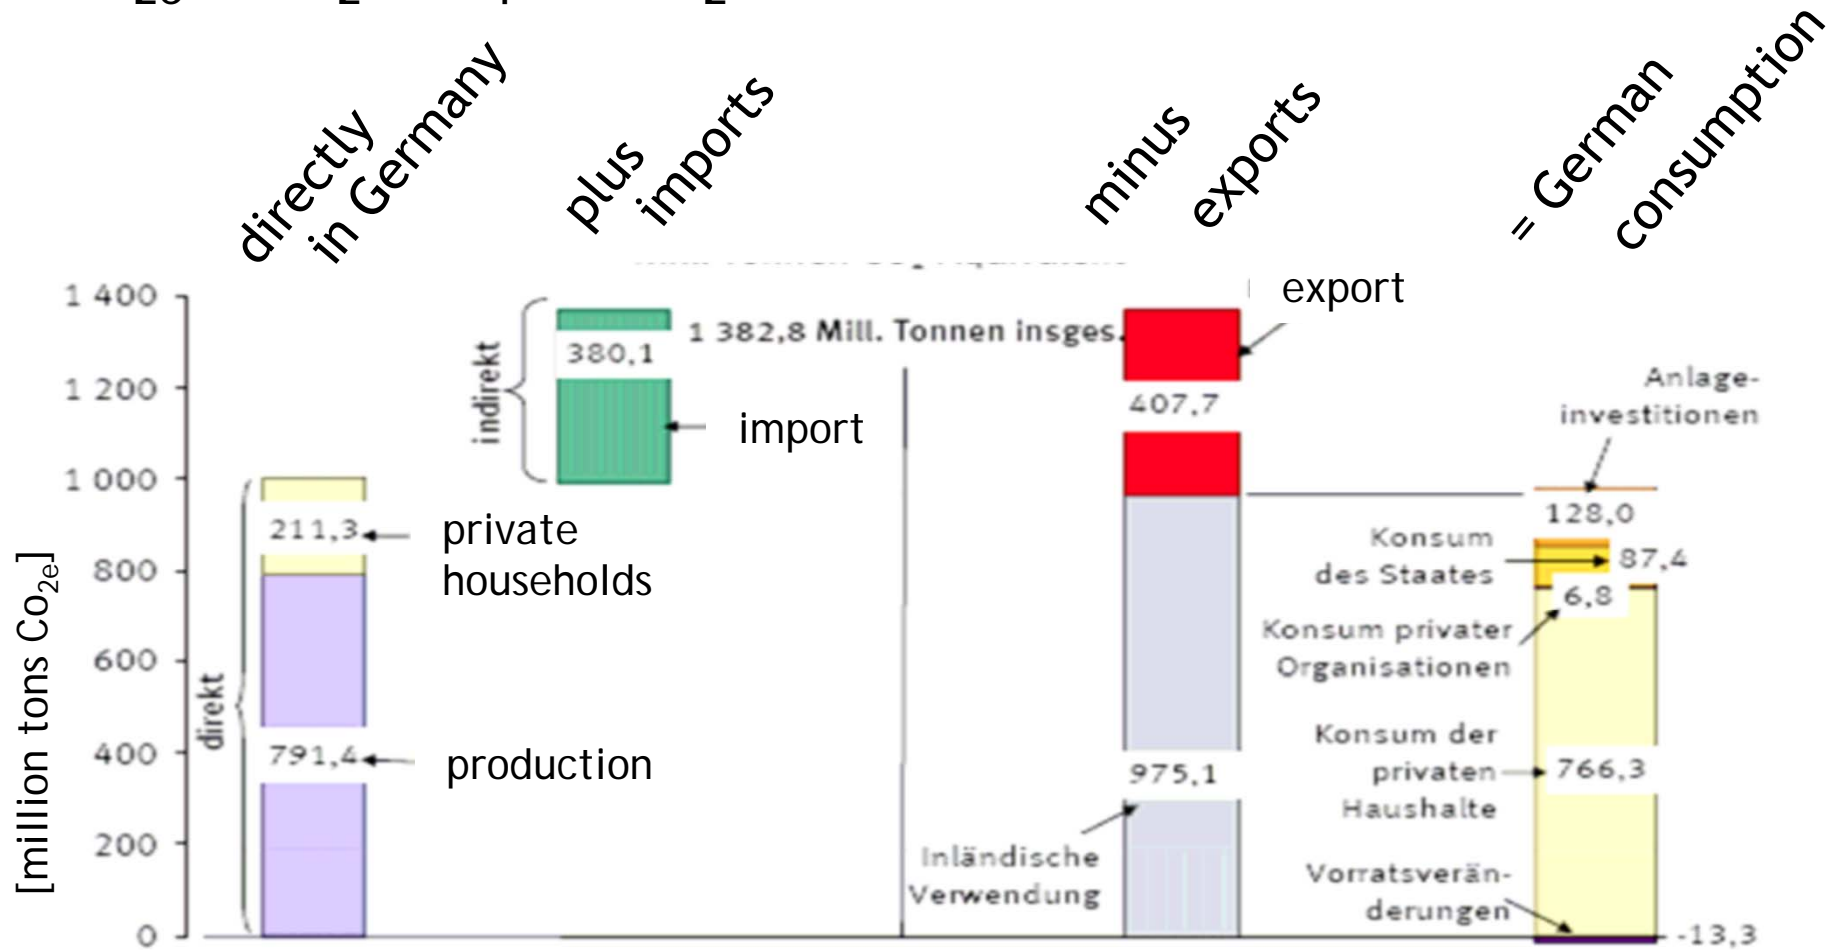 directly
in Germany
plus
imports
minus
exports
= German
consumption
1 400
1 200
1 000
800
600
400
200
0
[million tons Co2e]
direkt
211,3
private
households
791,4
production
indirekt
380,1
import
1 382,8 Mill. Tonnen insges.
export
407,7
975,1
Inländische
Verwendung
Anlage-
investitionen
128,0
Konsum
des Staates
87,4
6,8
Konsum privater
Organisationen
Konsum der
privaten
Haushalte
766,3
Vorratsverän-
derungen
-13,3